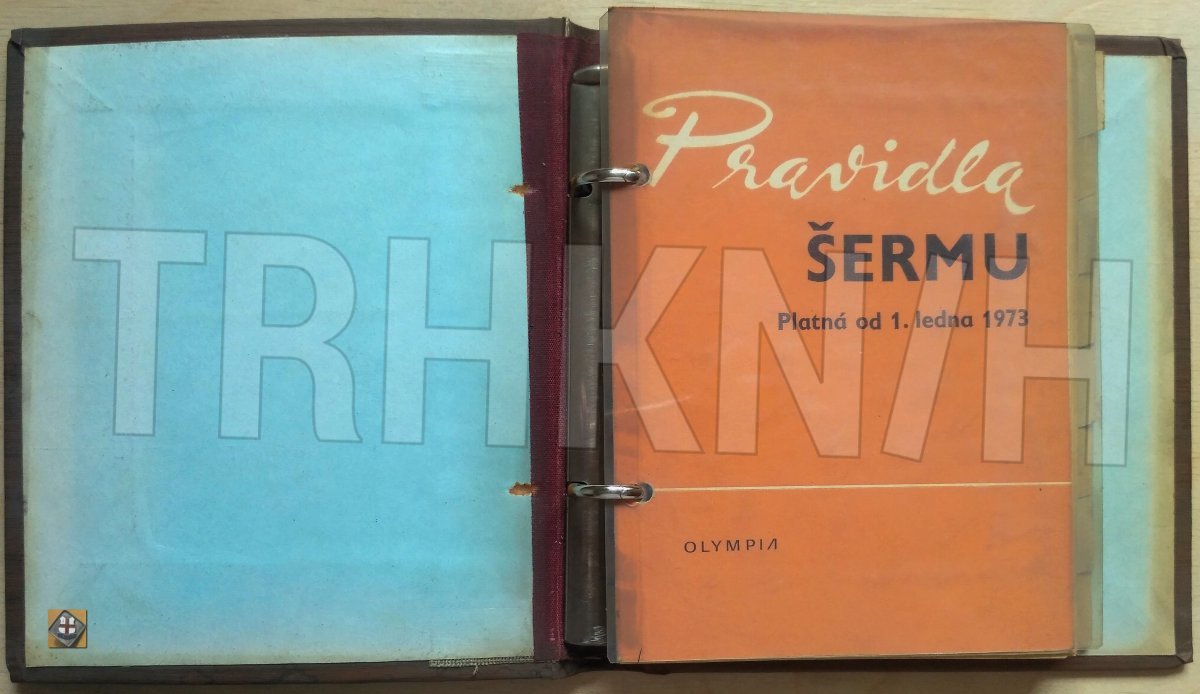 Pravidla
ŠERMU
Platná od 1. ledna 1973
TRHKNIH
OLYMPIA